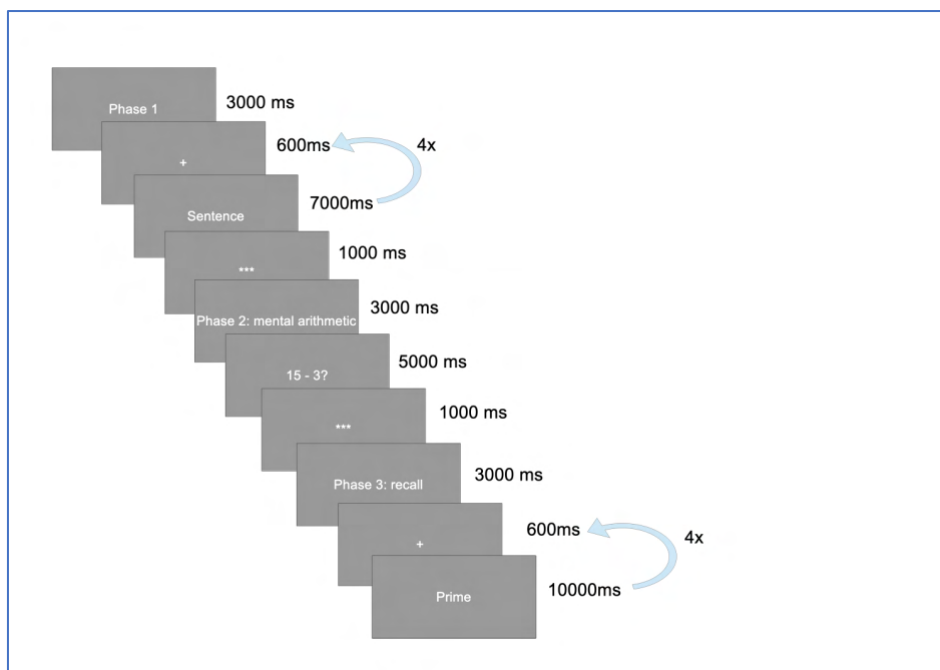 Phase 1
3000 ms
+
600ms
4x
Sentence
7000ms
***
1000 ms
Phase 2: mental arithmetic
3000 ms
15 - 3?
5000 ms
***
1000 ms
Phase 3: recall
3000 ms
+
600ms
4x
Prime
10000ms